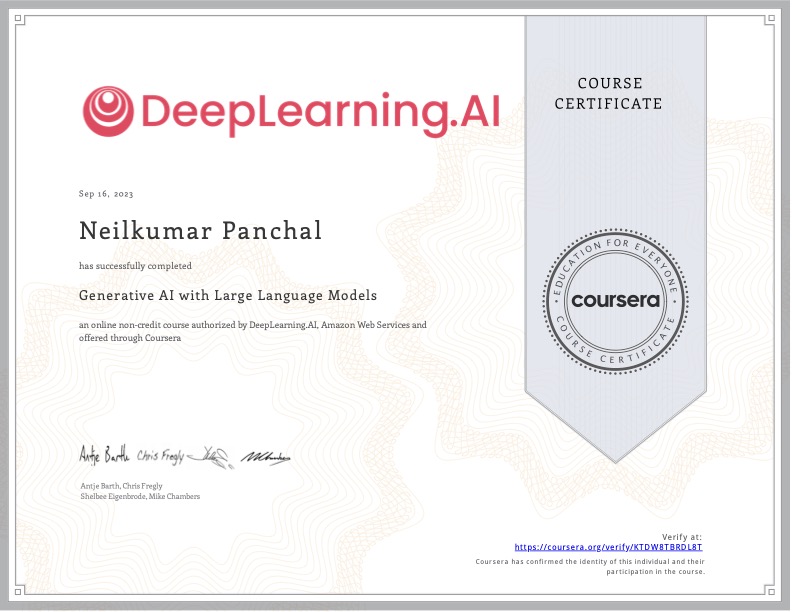 DeepLearning.AI
COURSE
CERTIFICATE
Sep 16, 2023
Neilkumar Panchal
has successfully completed
Generative AI with Large Language Models
an online non-credit course authorized by DeepLearning.AI, Amazon Web Services and
offered through Coursera
EDUCATION FOR EVERYONE
coursera
COURSE CERTIFICATE
Antje Barth Chris Fregly
Antje Barth, Chris Fregly
Shelbee Eigenbrode, Mike Chambers
Verify at:
https://coursera.org/verify/KTDW8TBRDL8T
Coursera has confirmed the identity of this individual and their
participation in the course.